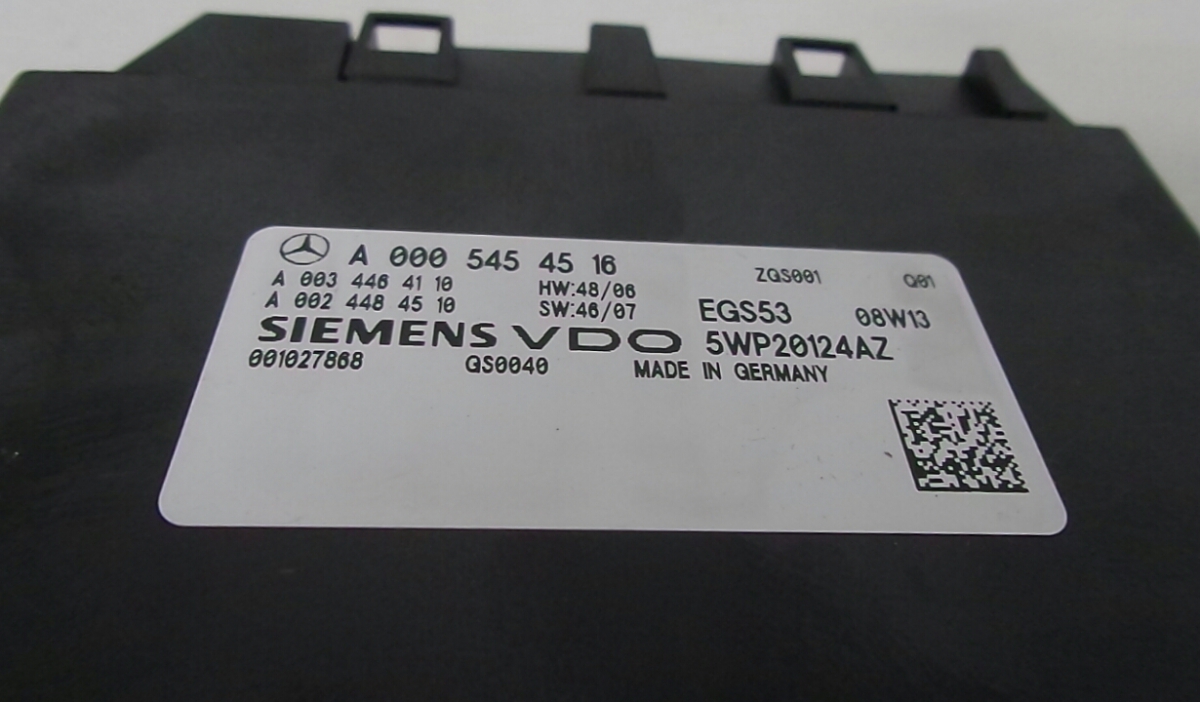 A 000 545 45 16
ZGS001 Q01
A 003 446 41 10 HW:48/06
A 002 448 45 10 SW:46/07
EGS53 08W13
SIEMENS VDO 5WP20124AZ
001027868 GS0040 MADE IN GERMANY